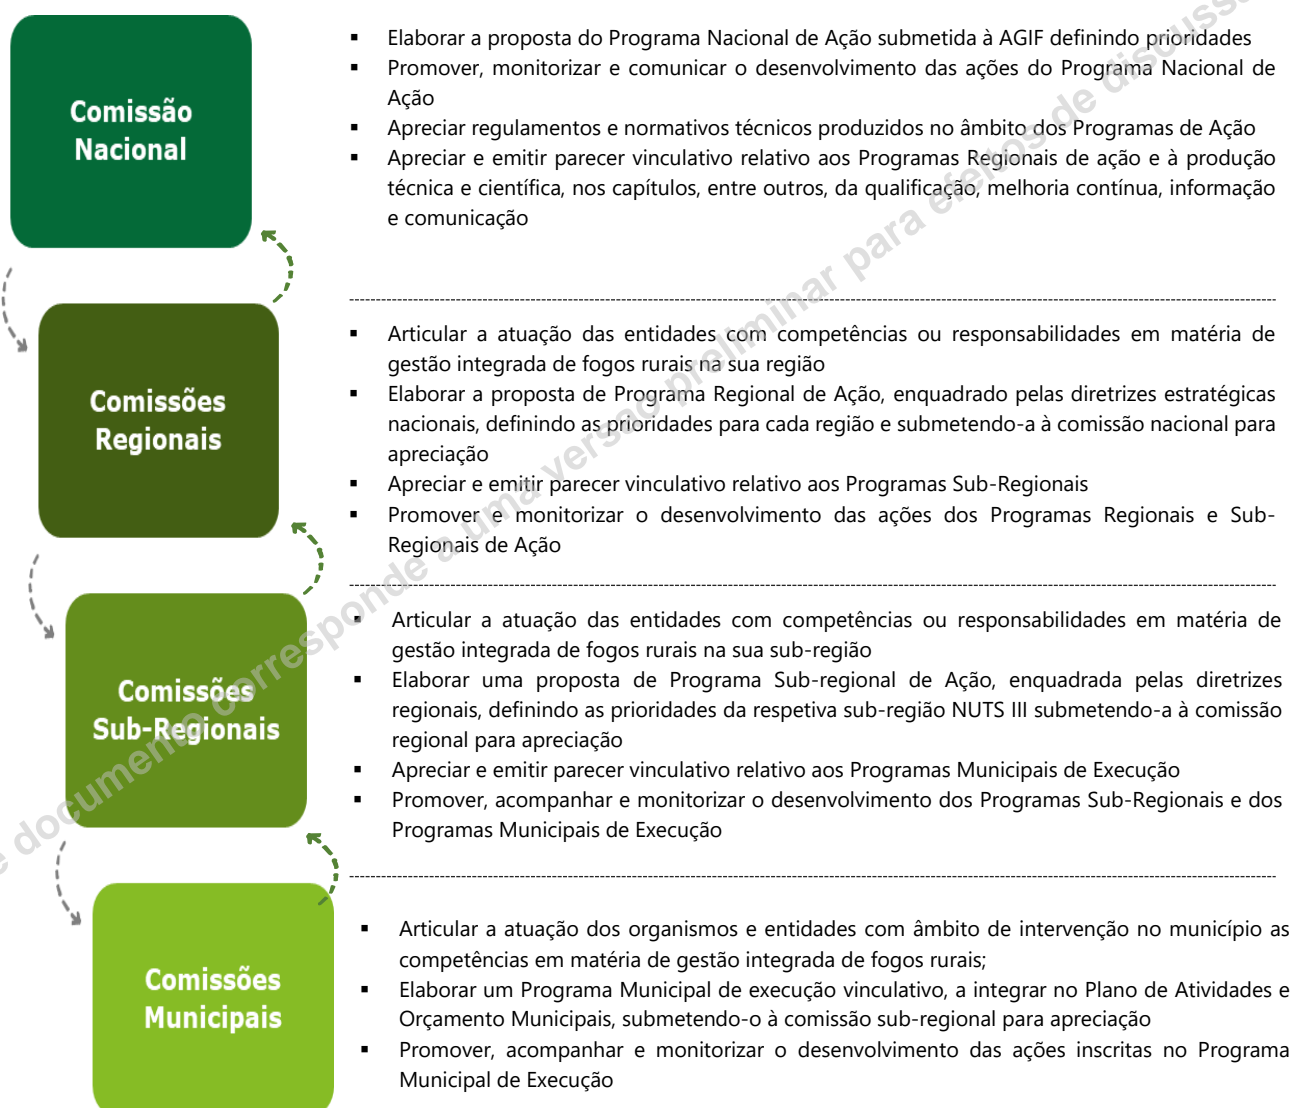 Comissão
Nacional
▪ Elaborar a proposta do Programa Nacional de Ação submetida à AGIF definindo prioridades
▪ Promover, monitorizar e comunicar o desenvolvimento das ações do Programa Nacional de
Ação
▪ Apreciar regulamentos e normativos técnicos produzidos no âmbito dos Programas de Ação
▪ Apreciar e emitir parecer vinculativo relativo aos Programas Regionais de ação e à produção
técnica e científica, nos capítulos, entre outros, da qualificação, melhoria contínua, informação
e comunicação
Comissões
Regionais
▪ Articular a atuação das entidades com competências ou responsabilidades em matéria de
gestão integrada de fogos rurais na sua região
▪ Elaborar a proposta de Programa Regional de Ação, enquadrado pelas diretrizes estratégicas
nacionais, definindo as prioridades para cada região e submetendo-a à comissão nacional para
apreciação
▪ Apreciar e emitir parecer vinculativo relativo aos Programas Sub-Regionais
▪ Promover e monitorizar o desenvolvimento das ações dos Programas Regionais e Sub-
Regionais de Ação
Comissões
Sub-Regionais
▪ Articular a atuação das entidades com competências ou responsabilidades em matéria de
gestão integrada de fogos rurais na sua sub-região
▪ Elaborar uma proposta de Programa Sub-regional de Ação, enquadrada pelas diretrizes
regionais, definindo as prioridades da respetiva sub-região NUTS III submetendo-a à comissão
regional para apreciação
▪ Apreciar e emitir parecer vinculativo relativo aos Programas Municipais de Execução
▪ Promover, acompanhar e monitorizar o desenvolvimento dos Programas Sub-Regionais e dos
Programas Municipais de Execução
Comissões
Municipais
▪ Articular a atuação dos organismos e entidades com âmbito de intervenção no município as
competências em matéria de gestão integrada de fogos rurais;
▪ Elaborar um Programa Municipal de execução vinculativo, a integrar no Plano de Atividades e
Orçamento Municipais, submetendo-o à comissão sub-regional para apreciação
▪ Promover, acompanhar e monitorizar o desenvolvimento das ações inscritas no Programa
Municipal de Execução
e documento corresponde a uma versão preliminar para efeitos de discussã